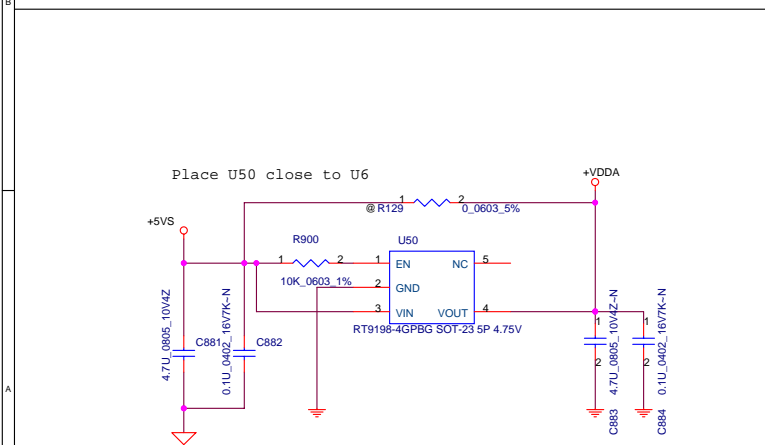 B
Place U50 close to U6
+VDDA
1
2
@ R129
0_0603_5%
+5VS
R900
U50
1
2
1
EN
NC
5
10K_0603_1%
2
GND
3
VIN
VOUT
4
RT9198-4GPBG SOT-23 5P 4.75V
4.7U_0805_10V4Z
C881
0.1U_0402_16V7K~N
C882
1
2
C883
4.7U_0805_10V4Z~N
1
2
C884
0.1U_0402_16V7K~N
A